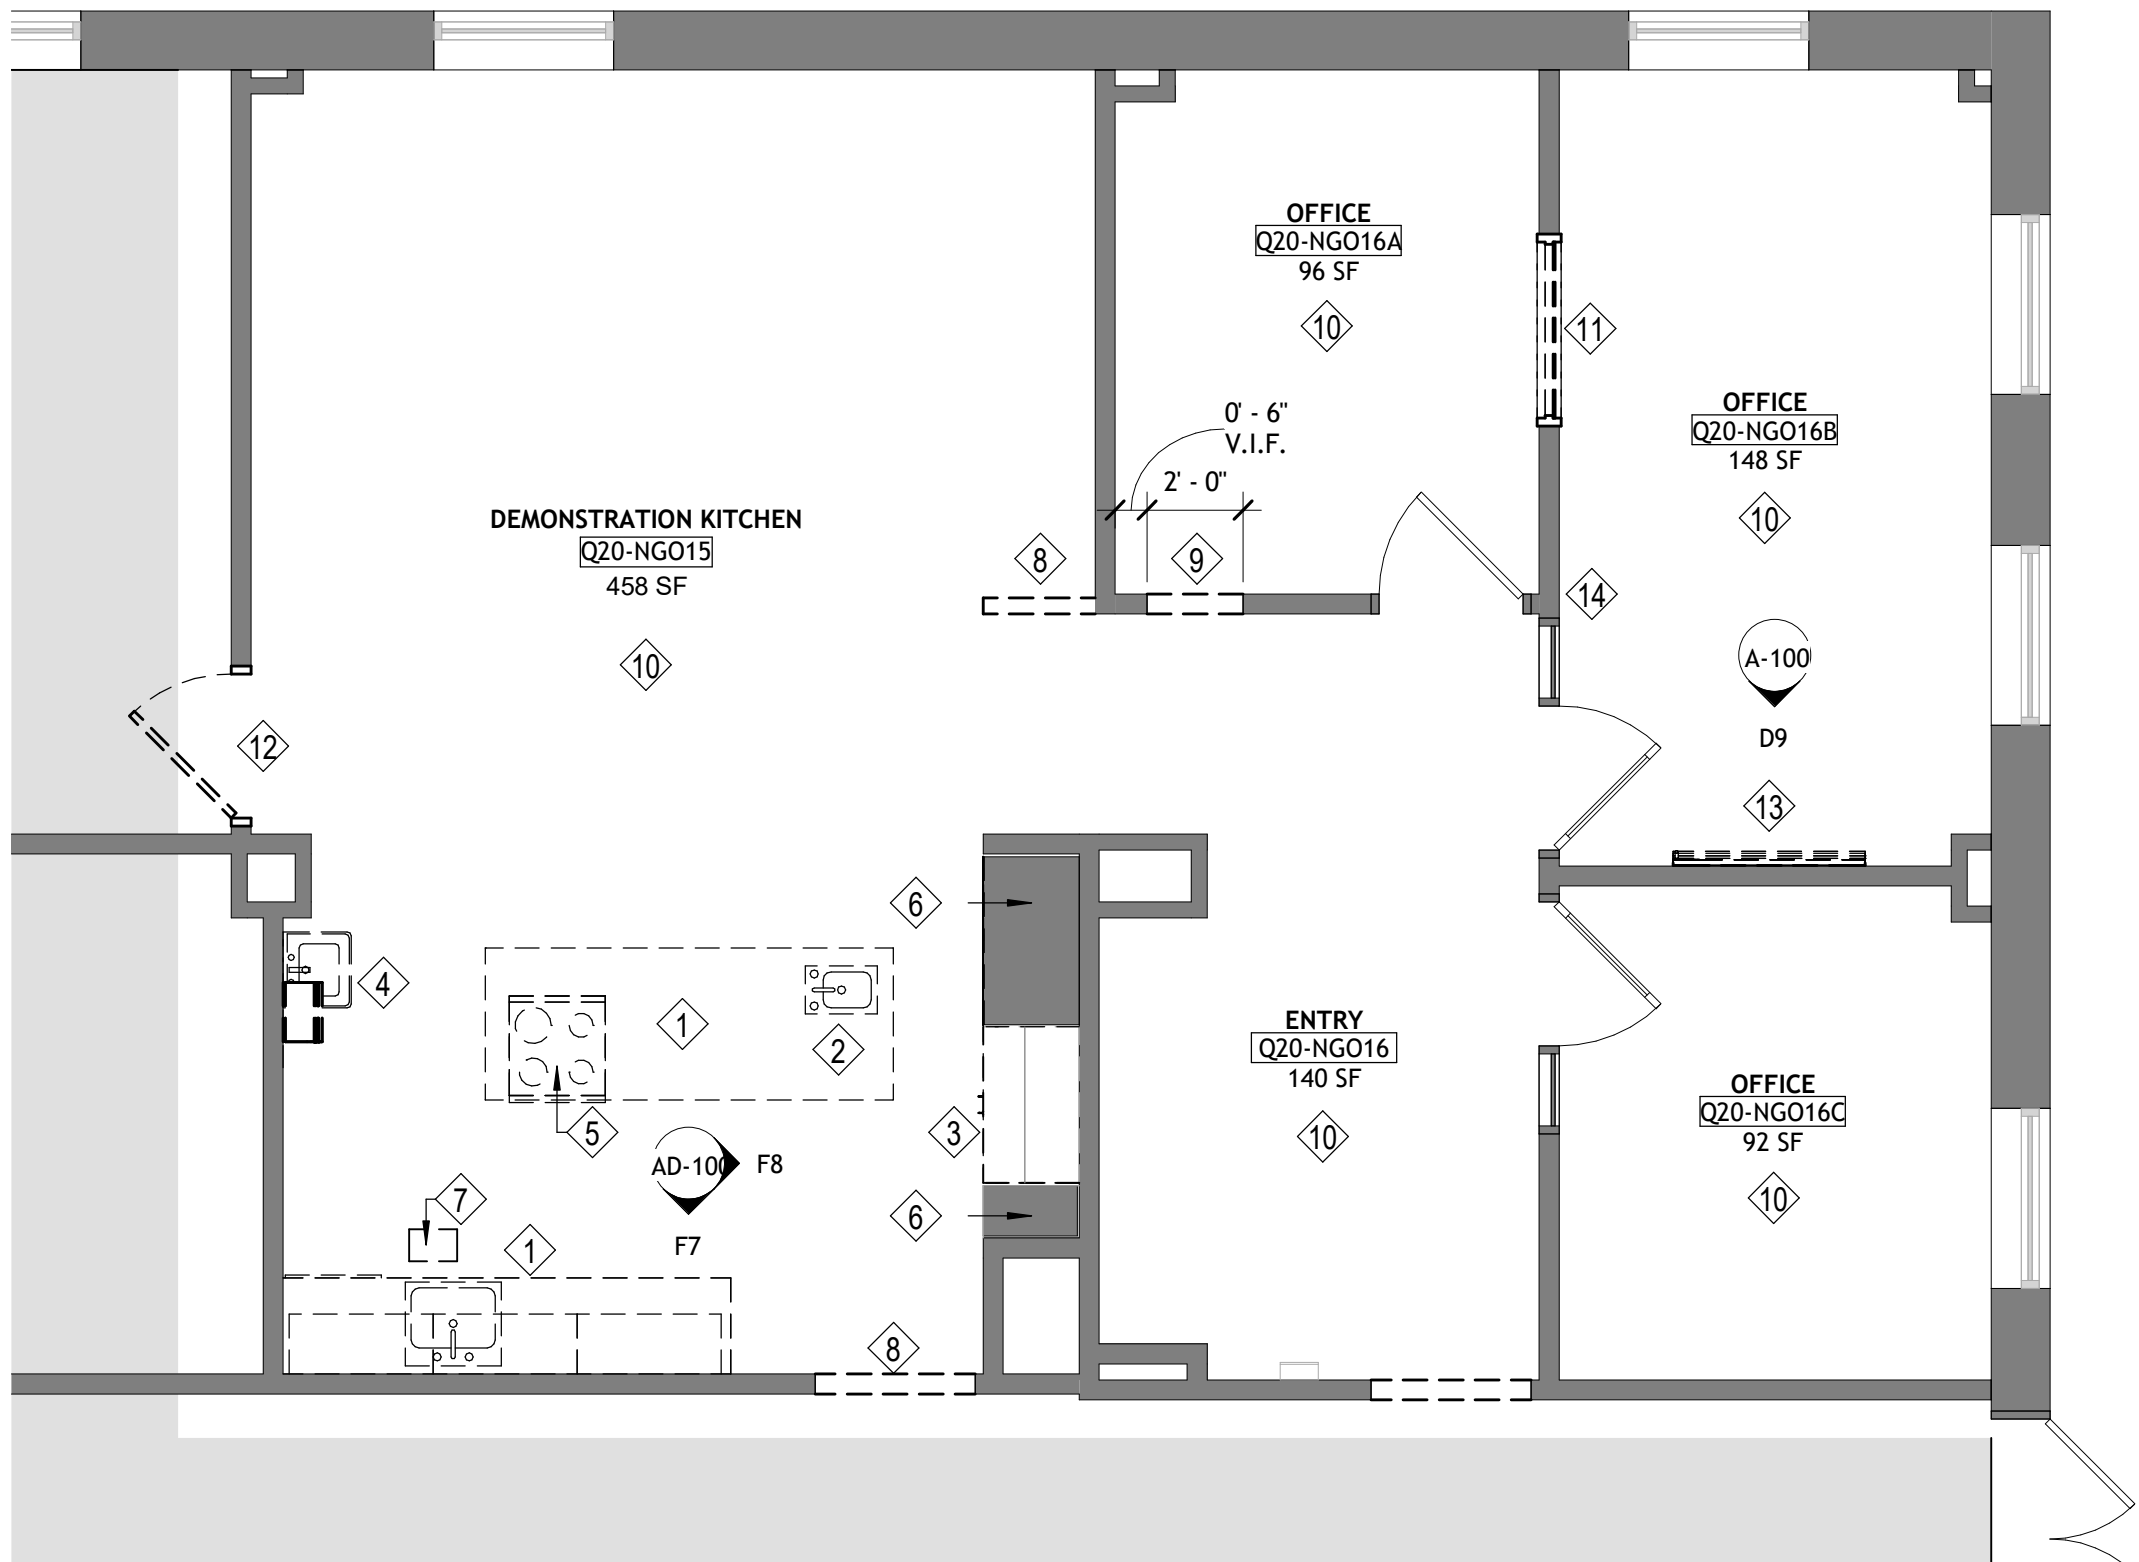 OFFICE
Q20-NGO16A
96 SF
10
11
OFFICE
Q20-NGO16B
148 SF
10
0' - 6"
V.I.F.
2' - 0"
DEMONSTRATION KITCHEN
Q20-NGO15
458 SF
10
8
9
14
A-100
D9
12
13
6
4
1
2
5
3
ENTRY
Q20-NGO16
140 SF
10
OFFICE
Q20-NGO16C
92 SF
10
AD-100
F8
F7
7
6
1
8